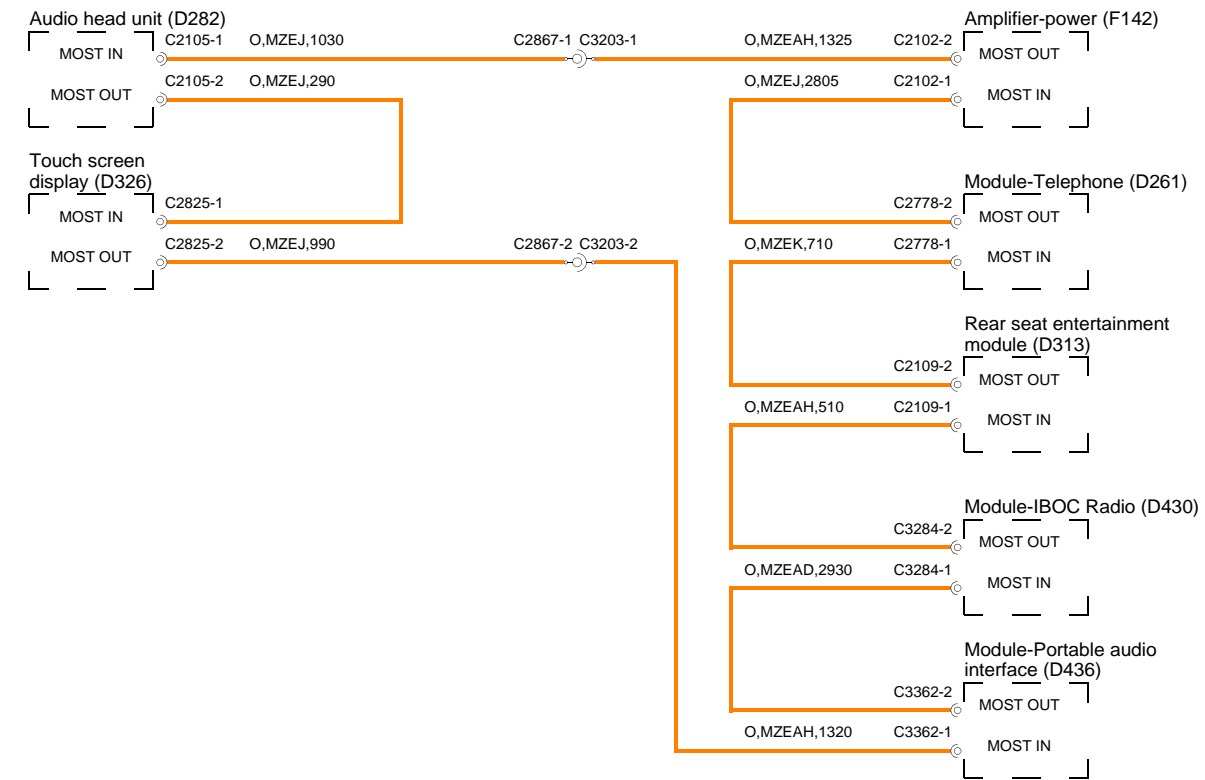 Audio head unit (D282)
MOST IN
C2105-1
O,MZEJ,1030
C2867-1
C3203-1
O,MZEAH,1325
C2102-2
Amplifier-power (F142)
MOST OUT
MOST OUT
C2105-2
O,MZEJ,290
O,MZEJ,2805
C2102-1
MOST IN
Touch screen
display (D326)
MOST IN
C2825-1
C2778-2
Module-Telephone (D261)
MOST OUT
MOST OUT
C2825-2
O,MZEJ,990
C2867-2
C3203-2
O,MZEK,710
C2778-1
MOST IN
Rear seat entertainment
module (D313)
C2109-2
MOST OUT
O,MZEAH,510
C2109-1
MOST IN
Module-IBOC Radio (D430)
C3284-2
MOST OUT
O,MZEAD,2930
C3284-1
MOST IN
Module-Portable audio
interface (D436)
C3362-2
MOST OUT
O,MZEAH,1320
C3362-1
MOST IN